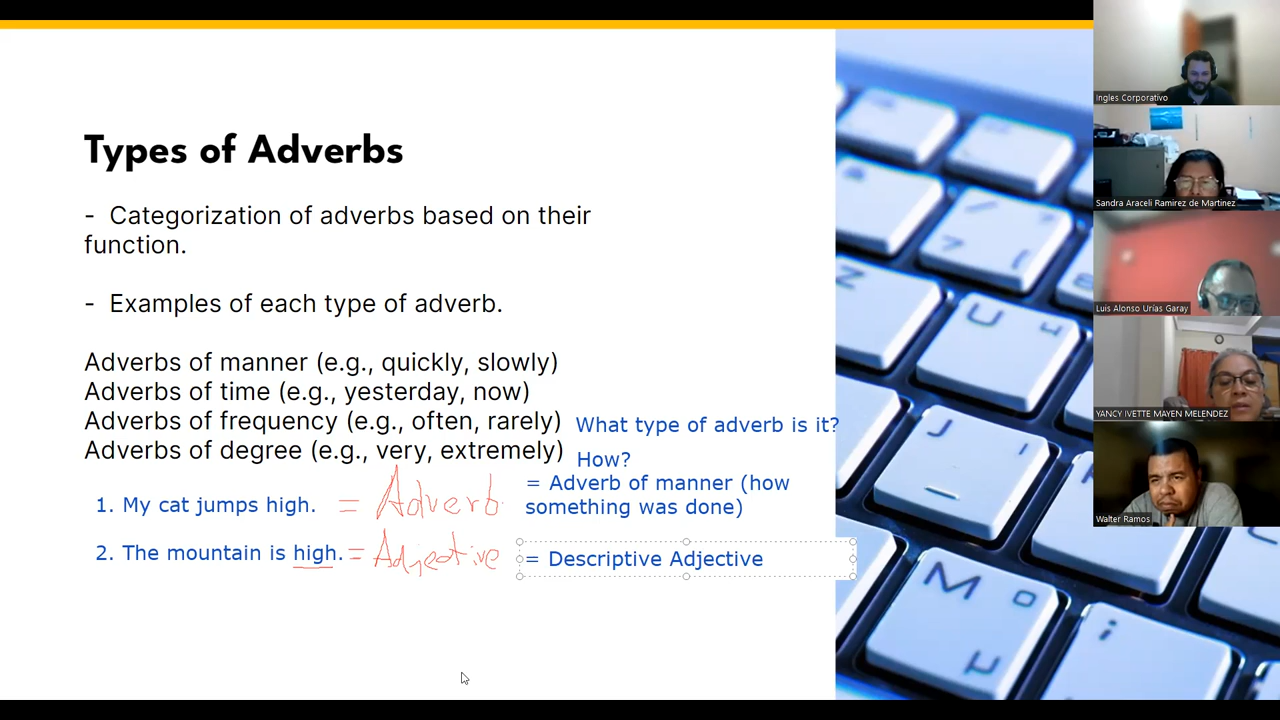 Types of Adverbs
- Categorization of adverbs based on their
function.
- Examples of each type of adverb.
Adverbs of manner (e.g., quickly, slowly)
Adverbs of time (e.g., yesterday, now)
Adverbs of frequency (e.g., often, rarely)
Adverbs of degree (e.g., very, extremely)
What type of adverb is it?
How?
1. My cat jumps high. = Adverb
= Adverb of manner (how
something was done)
2. The mountain is high. = Adjective
= Descriptive Adjective
Ingles Corporativo
Sandra Araceli Ramirez de Martinez
Luis Alonso Urías Garay
YANCY IVETTE MAYEN MELENDEZ
Walter Ramos
Z
U
J
M
µ